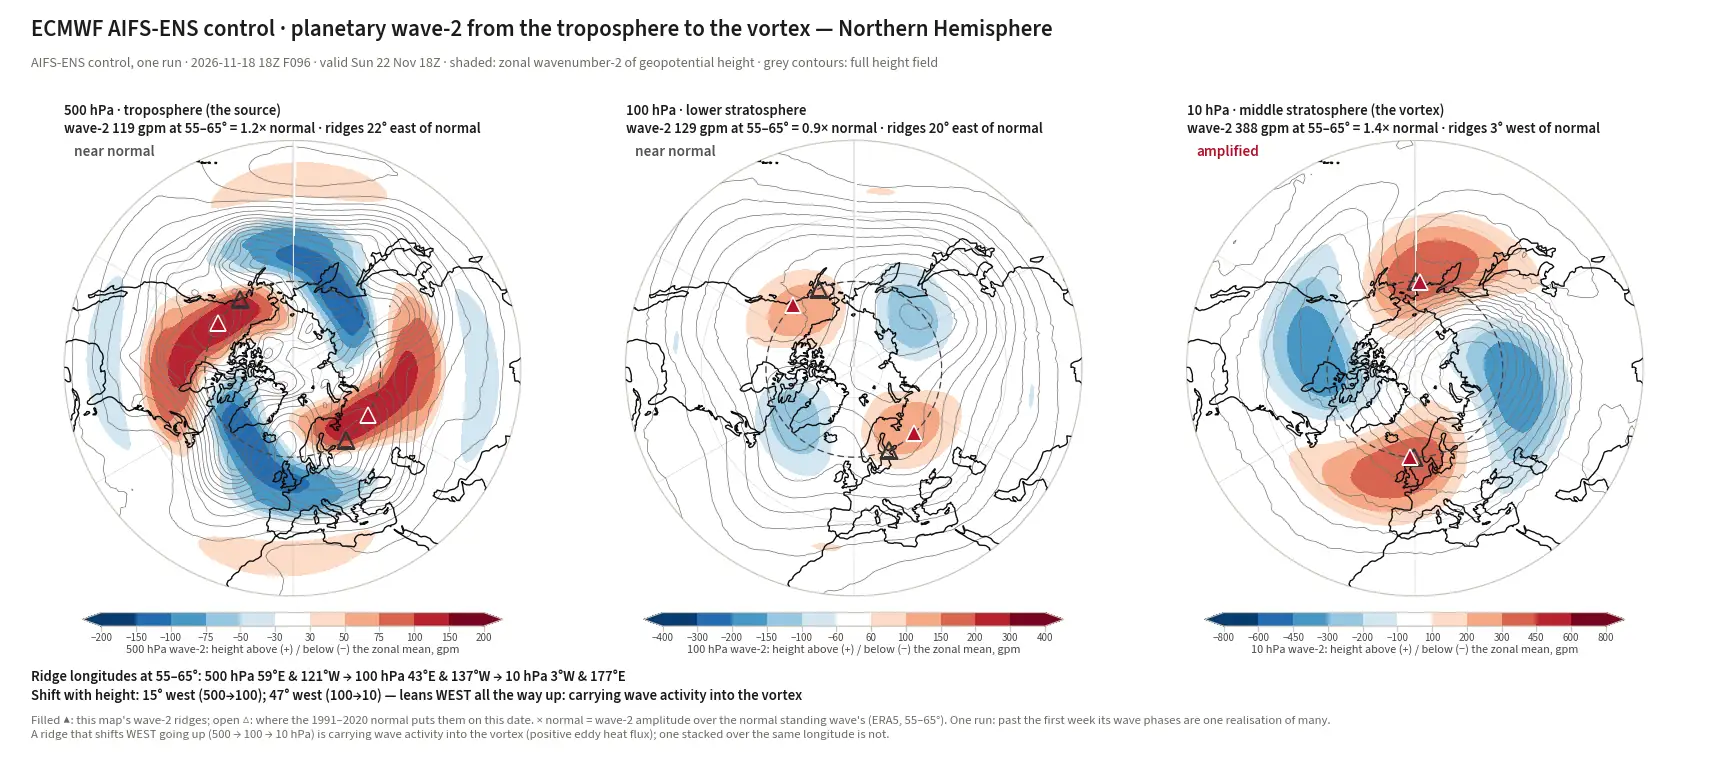 ECMWF AIFS-ENS control · planetary wave-2 from the troposphere to the vortex — Northern Hemisphere
AIFS-ENS control, one run · 2026-11-18 18Z F096 · valid Sun 22 Nov 18Z · shaded: zonal wavenumber-2 of geopotential height · grey contours: full height field
500 hPa · troposphere (the source)
wave-2 119 gpm at 55–65° = 1.2× normal · ridges 22° east of normal
near normal
100 hPa · lower stratosphere
wave-2 129 gpm at 55–65° = 0.9× normal · ridges 20° east of normal
near normal
10 hPa · middle stratosphere (the vortex)
wave-2 388 gpm at 55–65° = 1.4× normal · ridges 3° west of normal
amplified
−200 −150 −100 −75 −50 −30 30 50 75 100 150 200
500 hPa wave-2: height above (+) / below (−) the zonal mean, gpm
−400 −300 −200 −150 −100 −60 60 100 150 200 300 400
100 hPa wave-2: height above (+) / below (−) the zonal mean, gpm
−800 −600 −450 −300 −200 −100 100 200 300 450 600 800
10 hPa wave-2: height above (+) / below (−) the zonal mean, gpm
Ridge longitudes at 55–65°: 500 hPa 59°E & 121°W → 100 hPa 43°E & 137°W → 10 hPa 3°W & 177°E
Shift with height: 15° west (500→100); 47° west (100→10) — leans WEST all the way up: carrying wave activity into the vortex
Filled ▲: this map's wave-2 ridges; open △: where the 1991–2020 normal puts them on this date. × normal = wave-2 amplitude over the normal standing wave's (ERA5, 55–65°). One run: past the first week its wave phases are one realisation of many.
A ridge that shifts WEST going up (500 → 100 → 10 hPa) is carrying wave activity into the vortex (positive eddy heat flux); one stacked over the same longitude is not.